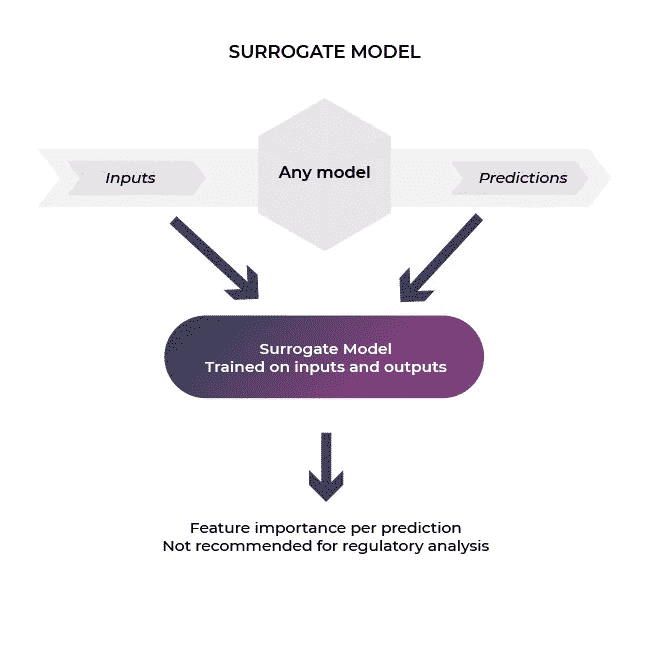 SURROGATE MODEL
Inputs
Any model
Predictions
Surrogate Model
Trained on inputs and outputs
Feature importance per prediction
Not recommended for regulatory analysis